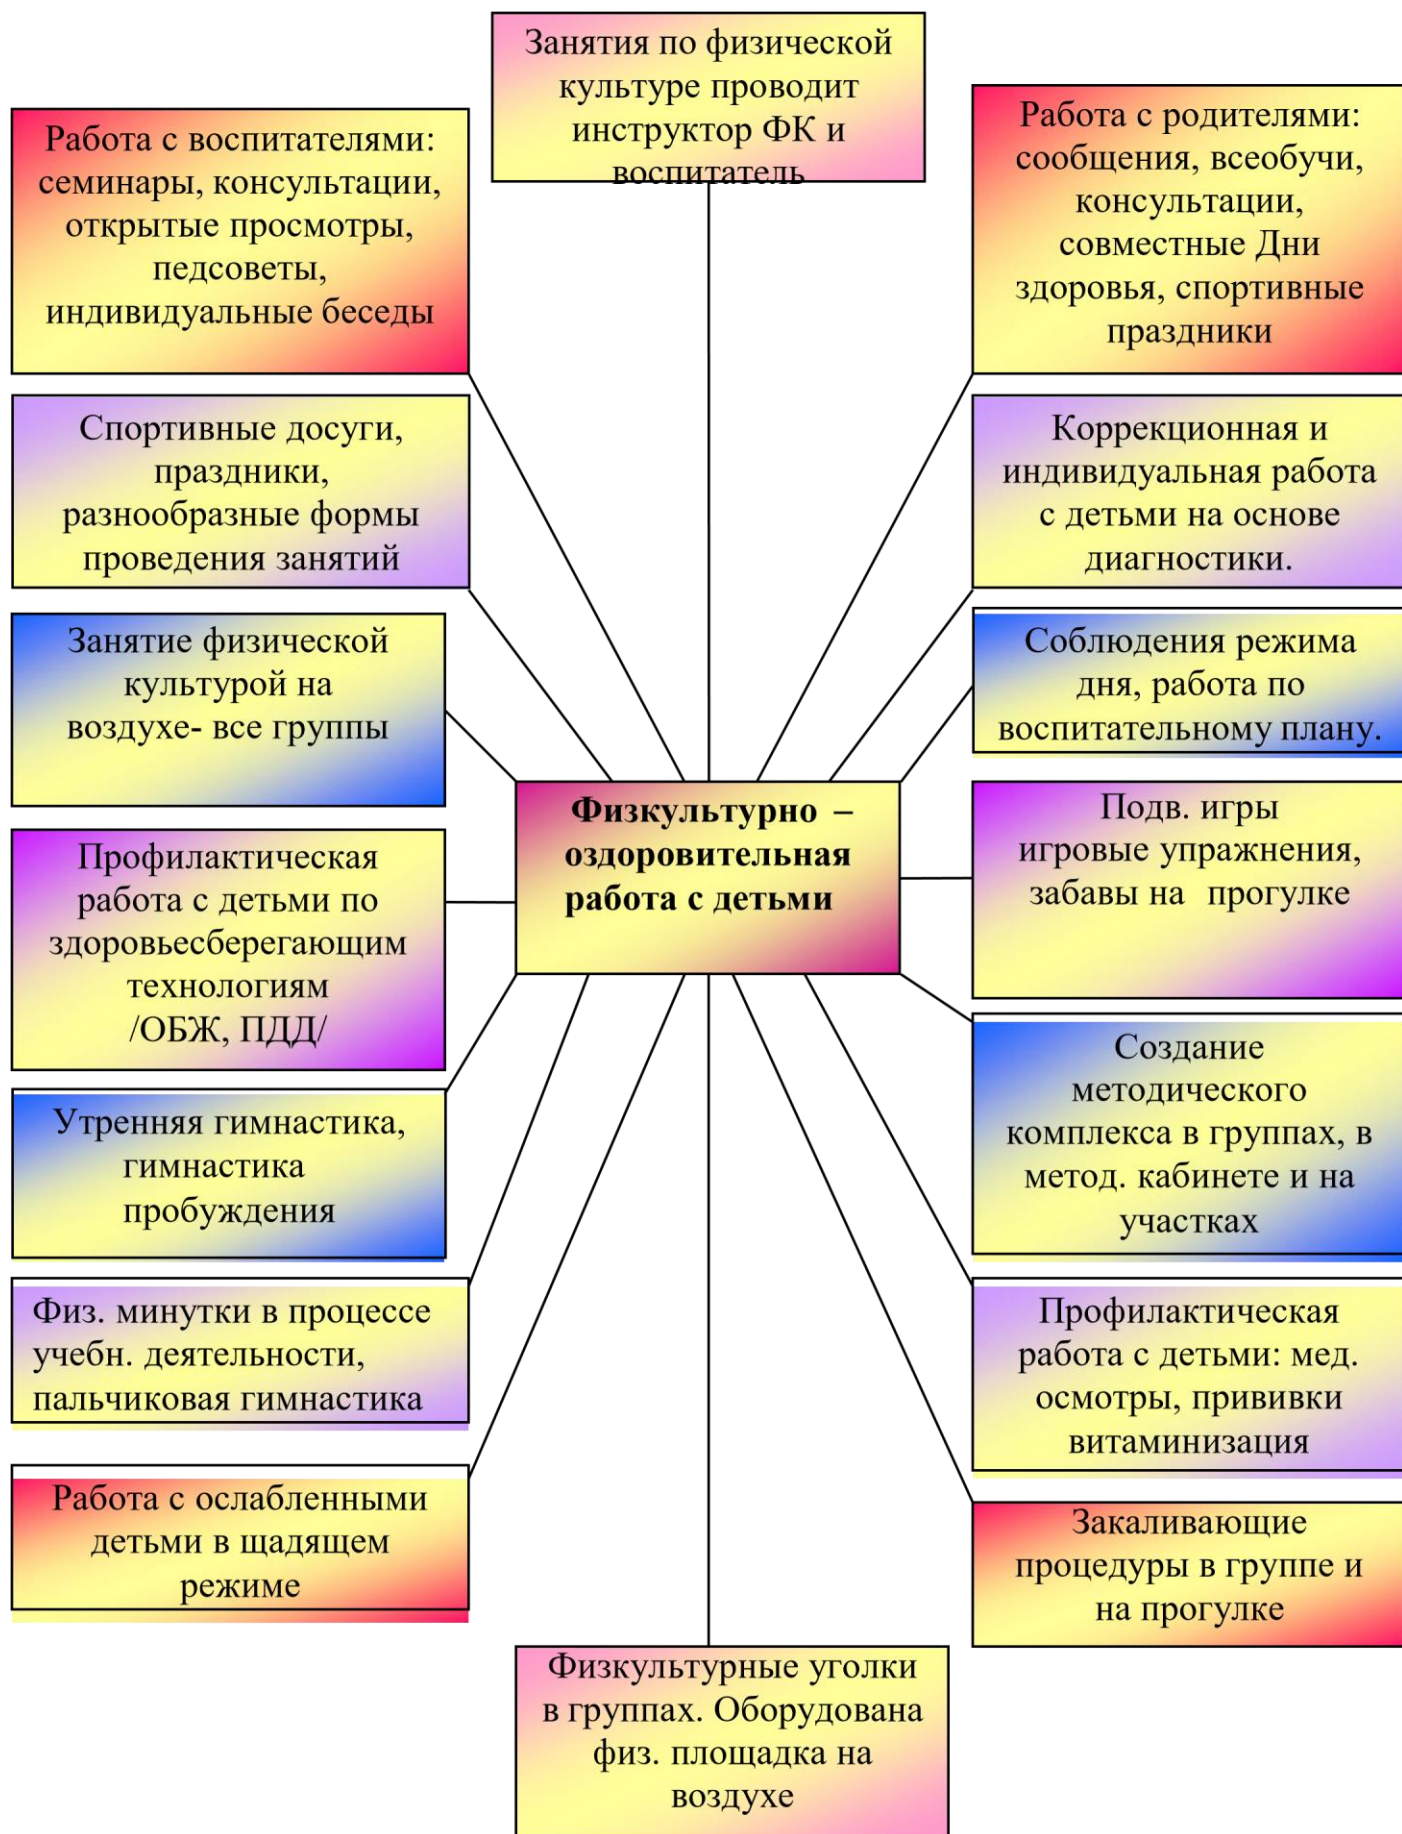 Занятия по физической
культуре проводит
инструктор ФК и
воспитатель
Работа с воспитателями:
семинары, консультации,
открытые просмотры,
педсоветы,
индивидуальные беседы
Работа с родителями:
сообщения, всеобучи,
консультации,
совместные Дни
здоровья, спортивные
праздники
Спортивные досуги,
праздники,
разнообразные формы
проведения занятий
Коррекционная и
индивидуальная работа
с детьми на основе
диагностики.
Занятие физической
культурой на
воздухе- все группы
Соблюдения режима
дня, работа по
воспитательному плану.
Физкультурно –
оздоровительная
работа с детьми
Профилактическая
работа с детьми по
здоровьесберегающим
технологиям
/ОБЖ, ПДД/
Подв. игры
игровые упражнения,
забавы на прогулке
Утренняя гимнастика,
гимнастика
пробуждения
Создание
методического
комплекса в группах, в
метод. кабинете и на
участках
Физ. минутки в процессе
учебн. деятельности,
пальчиковая гимнастика
Профилактическая
работа с детьми: мед.
осмотры, прививки
витаминизация
Работа с ослабленными
детьми в щадящем
режиме
Закаливающие
процедуры в группе и
на прогулке
Физкультурные уголки
в группах. Оборудована
физ. площадка на
воздухе